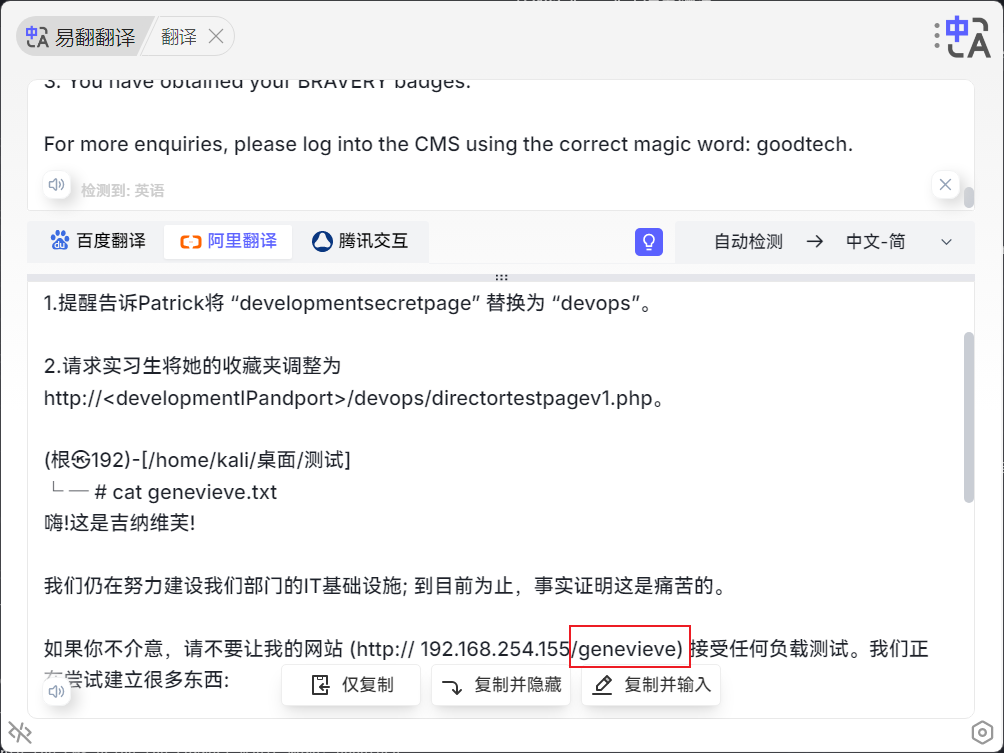 易翻翻译 翻译
中A
3. You have obtained your BRAVERY badges.
For more enquiries, please log into the CMS using the correct magic word: goodtech.
检测到: 英语
百度翻译 阿里翻译 腾讯交互 自动检测 → 中文-简
1.提醒告诉Patrick将 “developmentsecretpage” 替换为 “devops”。
2.请求实习生将她的收藏夹调整为
http://<developmentIPandport>/devops/directortestpagev1.php。
(根㉿192)-[/home/kali/桌面/测试]
└ ─ # cat genevieve.txt
嗨!这是吉纳维芙!
我们仍在努力建设我们部门的IT基础设施; 到目前为止，事实证明这是痛苦的。
如果你不介意，请不要让我的网站 (http:// 192.168.254.155/genevieve) 接受任何负载测试。我们正
在尝试建立很多东西:
仅复制 复制并隐藏 复制并输入